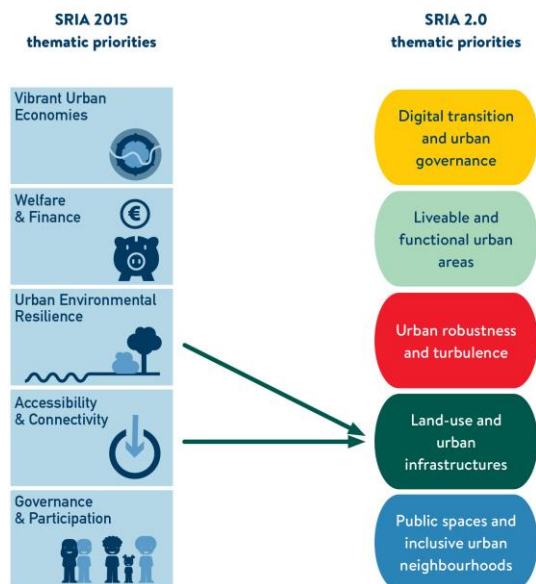 SRIA 2015
thematic priorities
SRIA 2.0
thematic priorities
Vibrant Urban
Economies
Welfare
& Finance
€
Urban Environmental
Resilience
Accessibility
& Connectivity
Governance
& Participation
Digital transition
and urban
governance
Liveable and
functional urban
areas
Urban robustness
and turbulence
Land-use and
urban
infrastructures
Public spaces and
inclusive urban
neighbourhoods